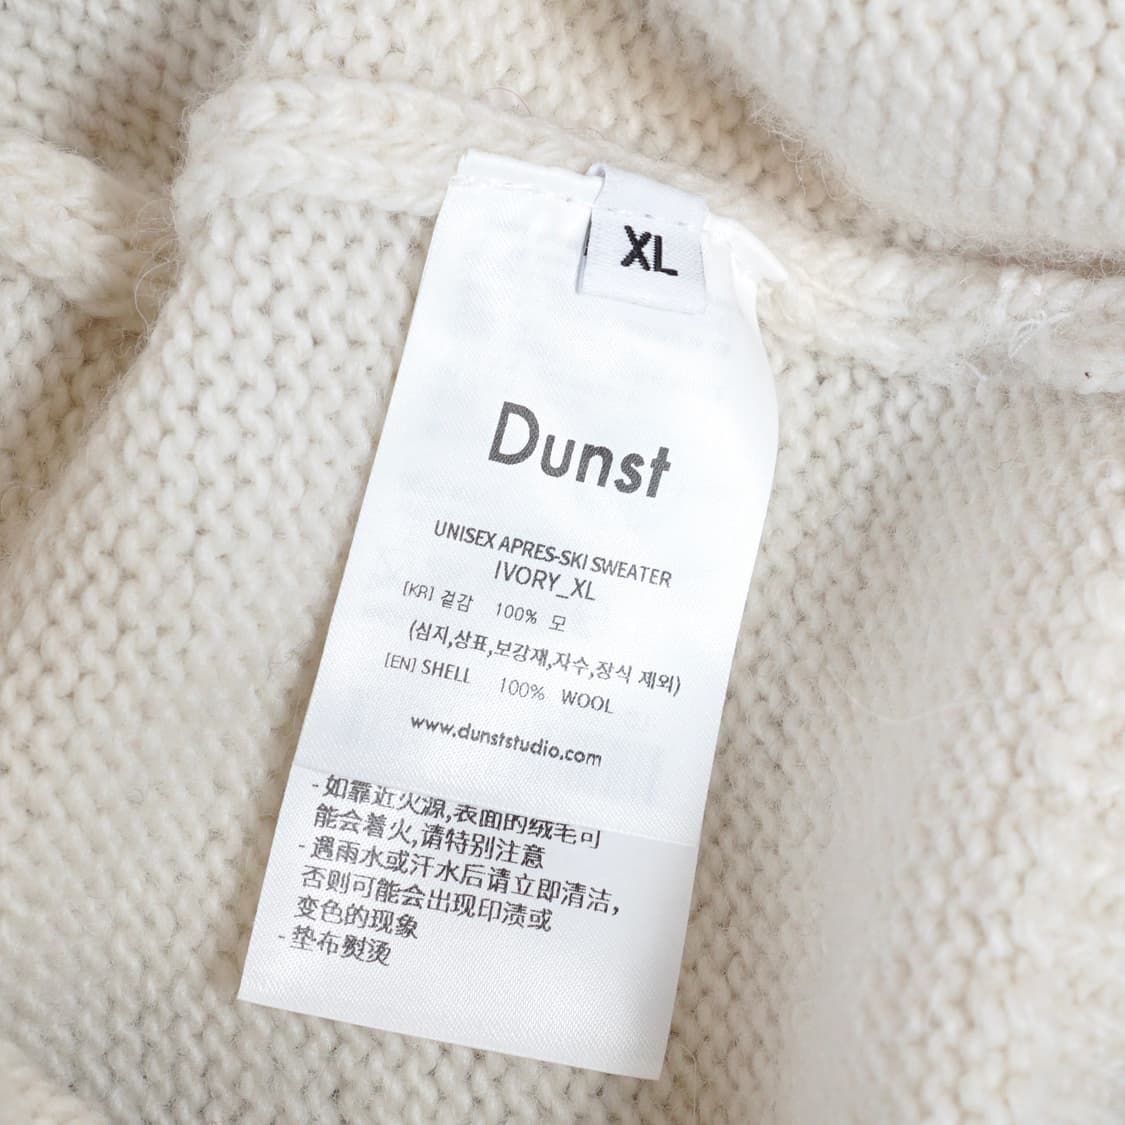 XL
Dunst
UNISEX APRES-SKI SWEATER
IVORY_XL
[KR] 겉감 100% 모
(심지,상표,보강재,자수,장식 제외)
[EN] SHELL 100% WOOL
www.dunststudio.com
- 如靠近火源,表面的绒毛可
能会着火,请特别注意
- 遇雨水或汗水后请立即清洁,
否则可能会出现印渍或
变色的现象
- 垫布熨烫